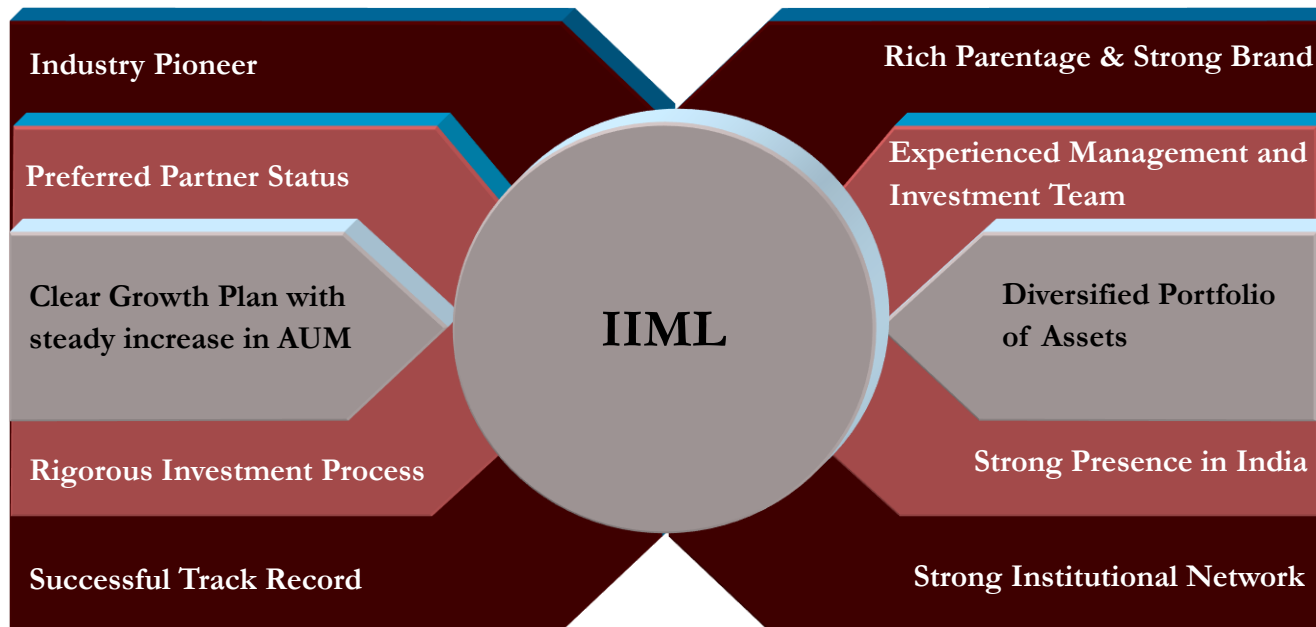 Industry Pioneer
Preferred Partner Status
Clear Growth Plan with
steady increase in AUM
Rigorous Investment Process
Successful Track Record
IIML
Rich Parentage & Strong Brand
Experienced Management and
Investment Team
Diversified Portfolio
of Assets
Strong Presence in India
Strong Institutional Network